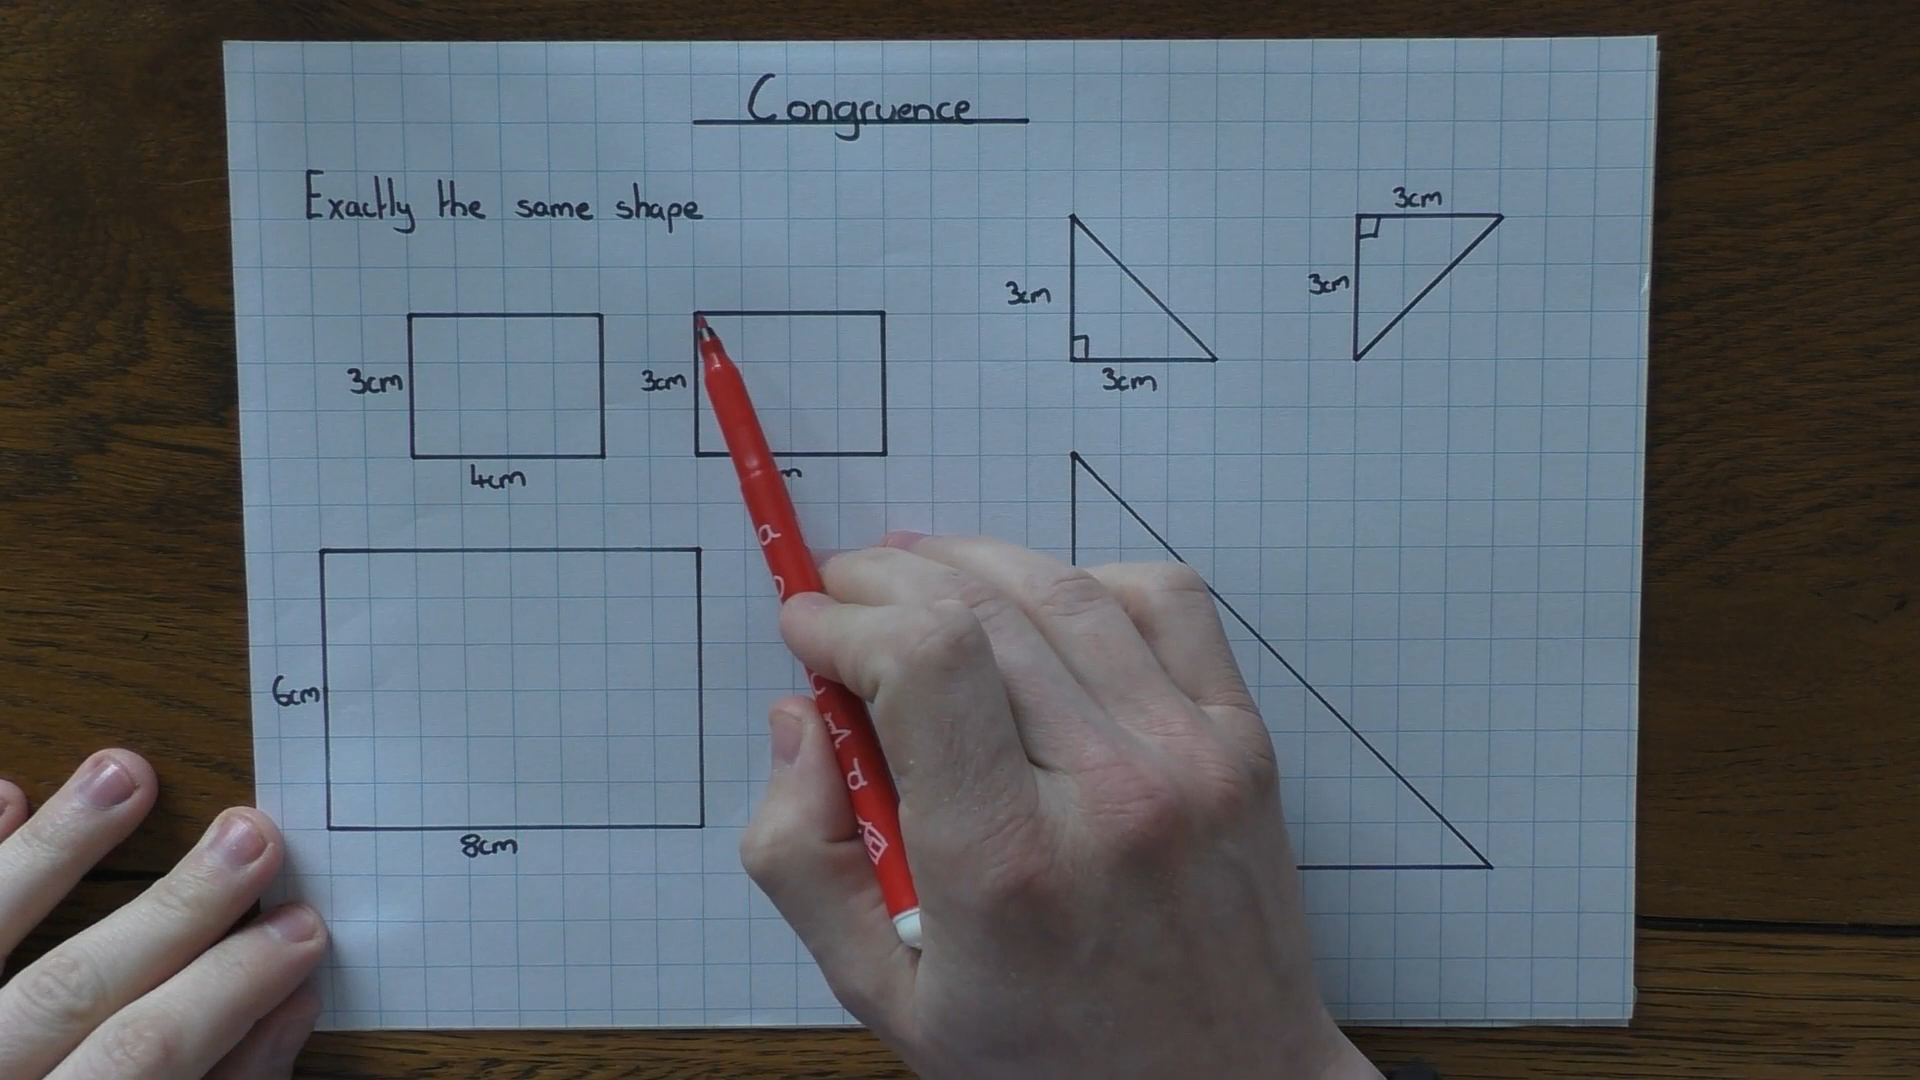 Congruence
Exactly the same shape
3cm
4cm
3cm
6cm
8cm
3cm
3cm
3cm
3cm